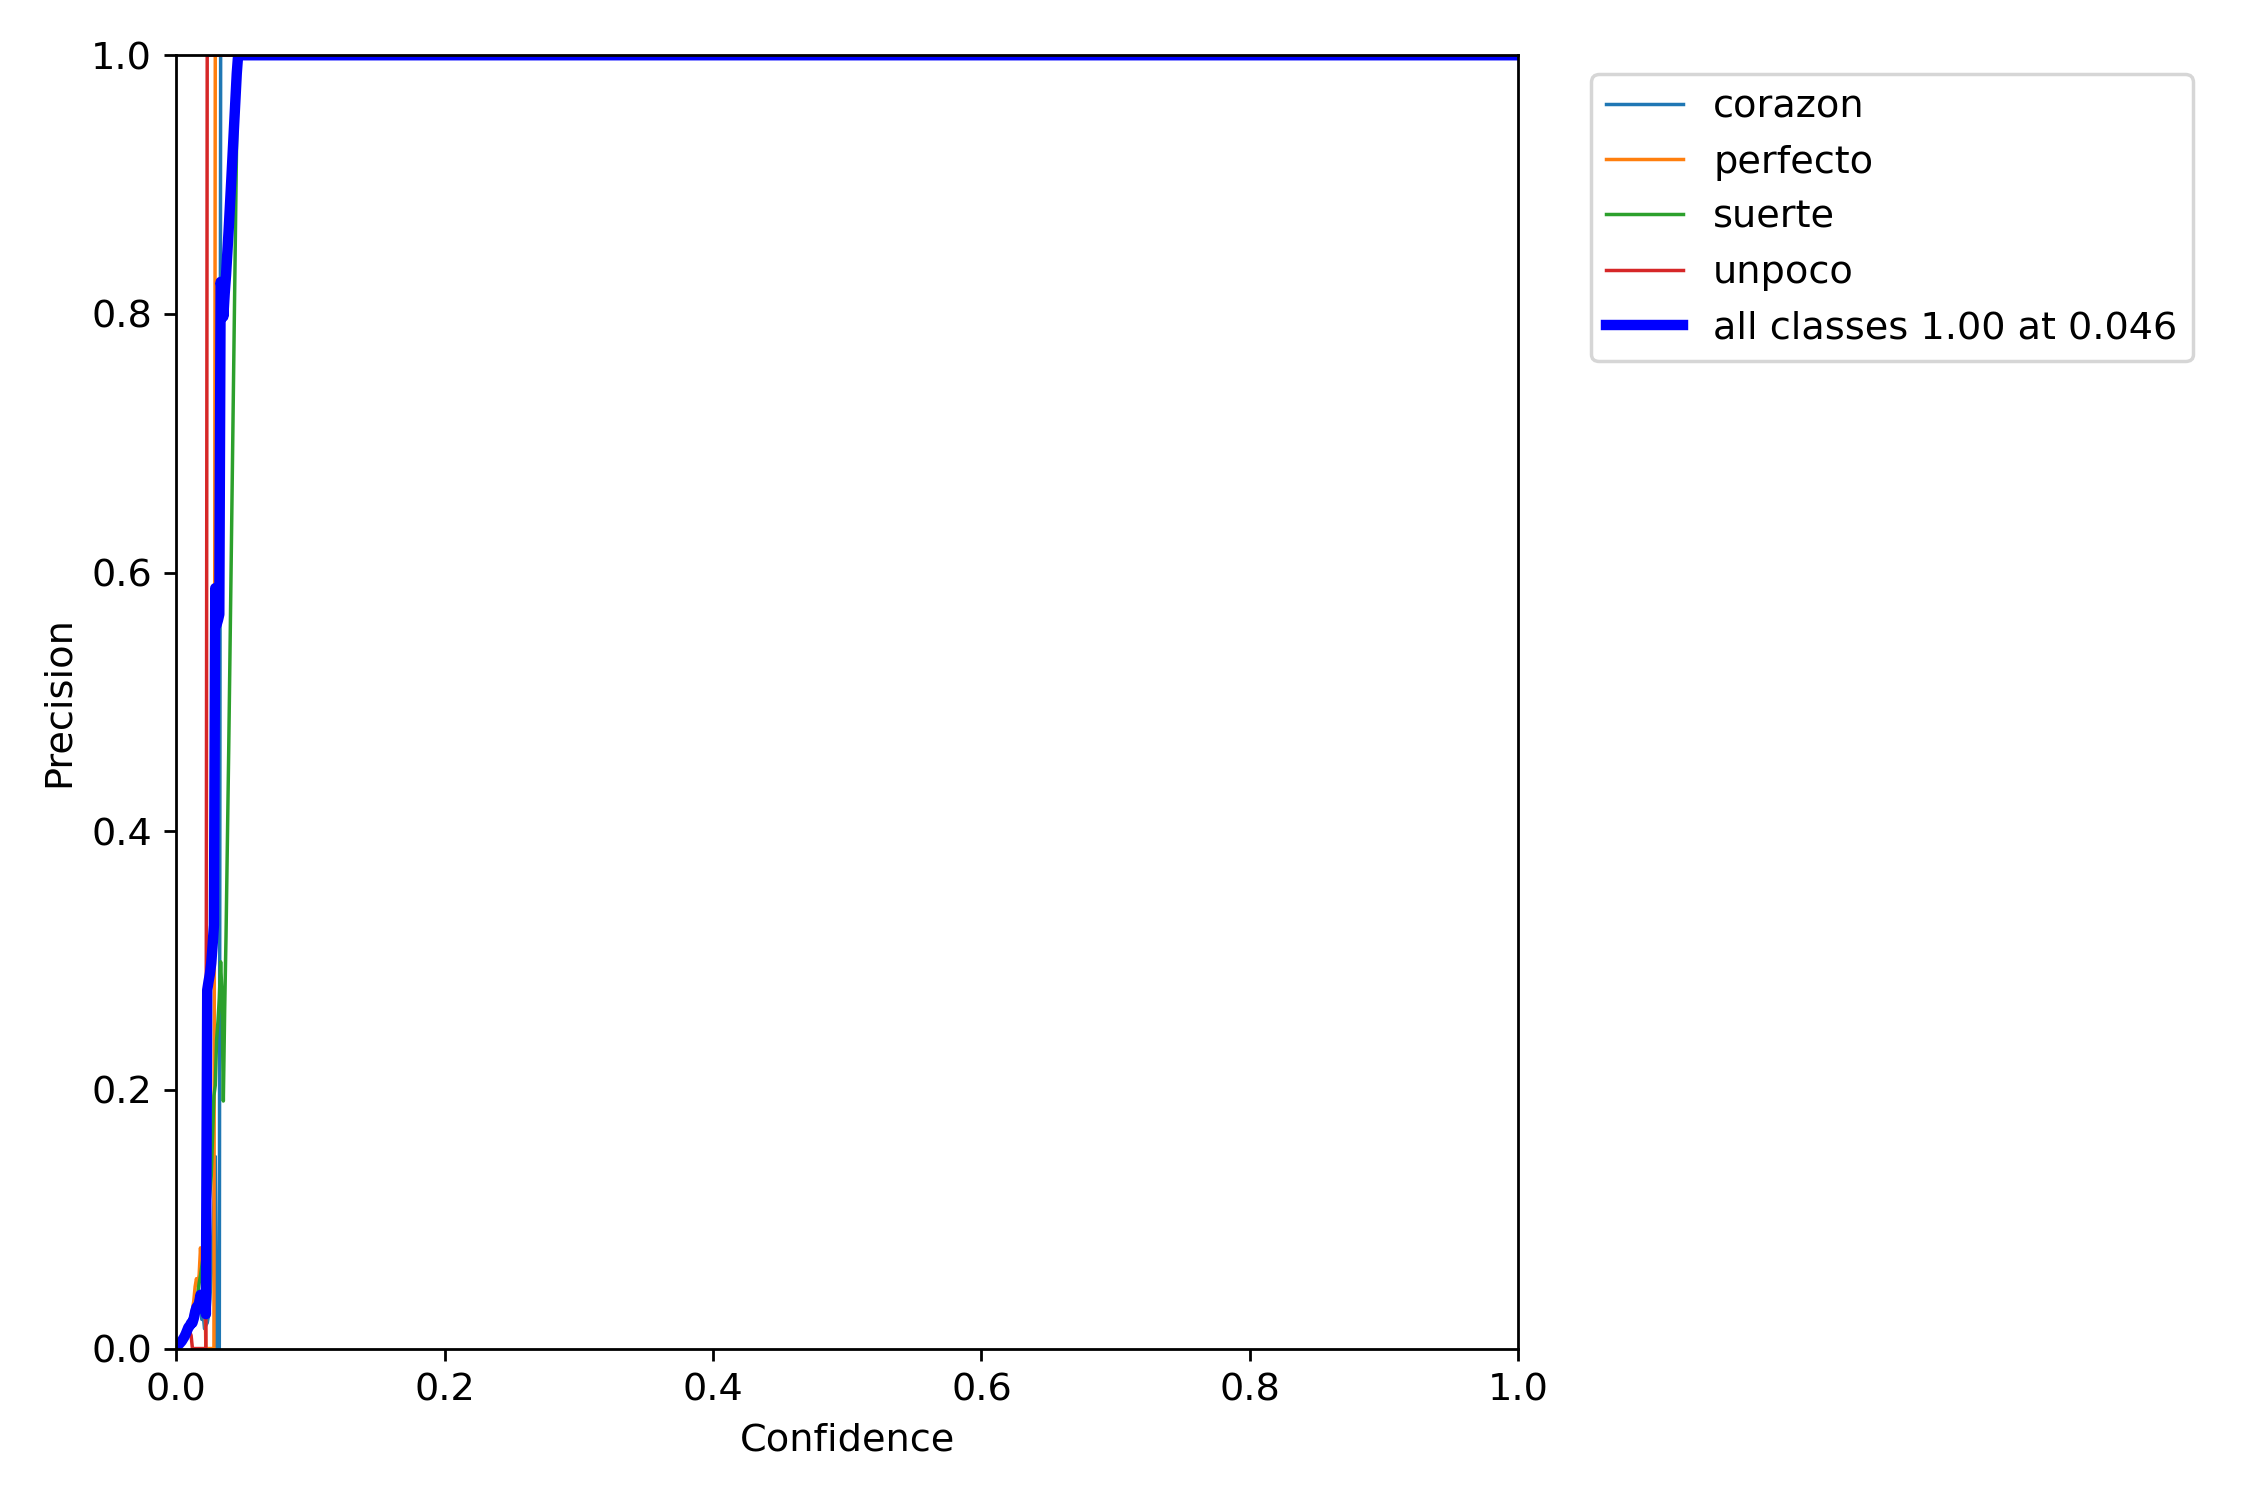 1.0
0.8
0.6
0.4
0.2
0.0
Precision
0.0 0.2 0.4 0.6 0.8 1.0
Confidence
corazon
perfecto
suerte
unpoco
all classes 1.00 at 0.046